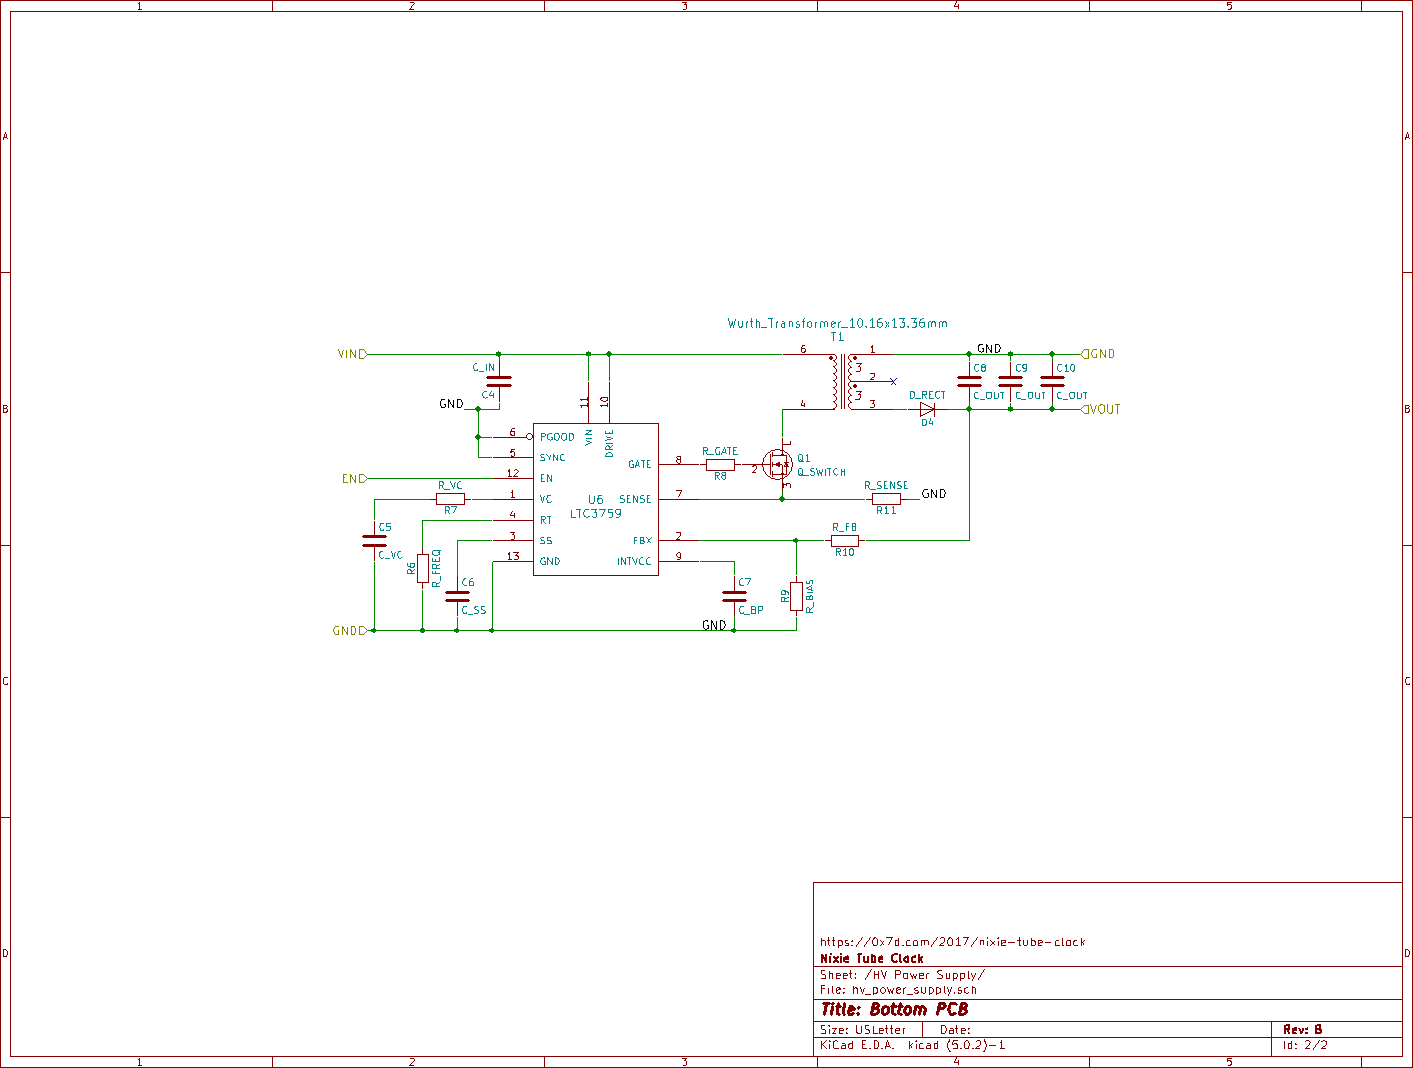 1 2 3 4 5
A A
Wurth_Transformer_10.16x13.36mm
T1
VIN 6 1 GND GND
C_IN 3 C8 C9 C10
2
C4 3 D_RECT C_OUT C_OUT C_OUT
GND 11 10 4 3 VOUT
B B
D4
6 PGOOD VIN DRIVE R_GATE 1
5 SYNC GATE 8 R8 2 Q1
Q_SWITCH
EN 12 EN 3
R_VC 1 VC U6 SENSE 7 R_SENSE GND
R7 LTC3759 R11
4 RT
C5 R_FB
3 SS FBX 2 R10
C_VC 13 GND INTVCC 9
R6 R_FREQ C6 C7 R9 R_BIAS
C_SS C_BP
GND GND
C C
https://0x7d.com/2017/nixie-tube-clock
Nixie Tube Clock
D D
Sheet: /HV Power Supply/
File: hv_power_supply.sch
Title: Bottom PCB
Size: USLetter Date: Rev: B
KiCad E.D.A. kicad (5.0.2)-1 Id: 2/2
1 2 3 4 5